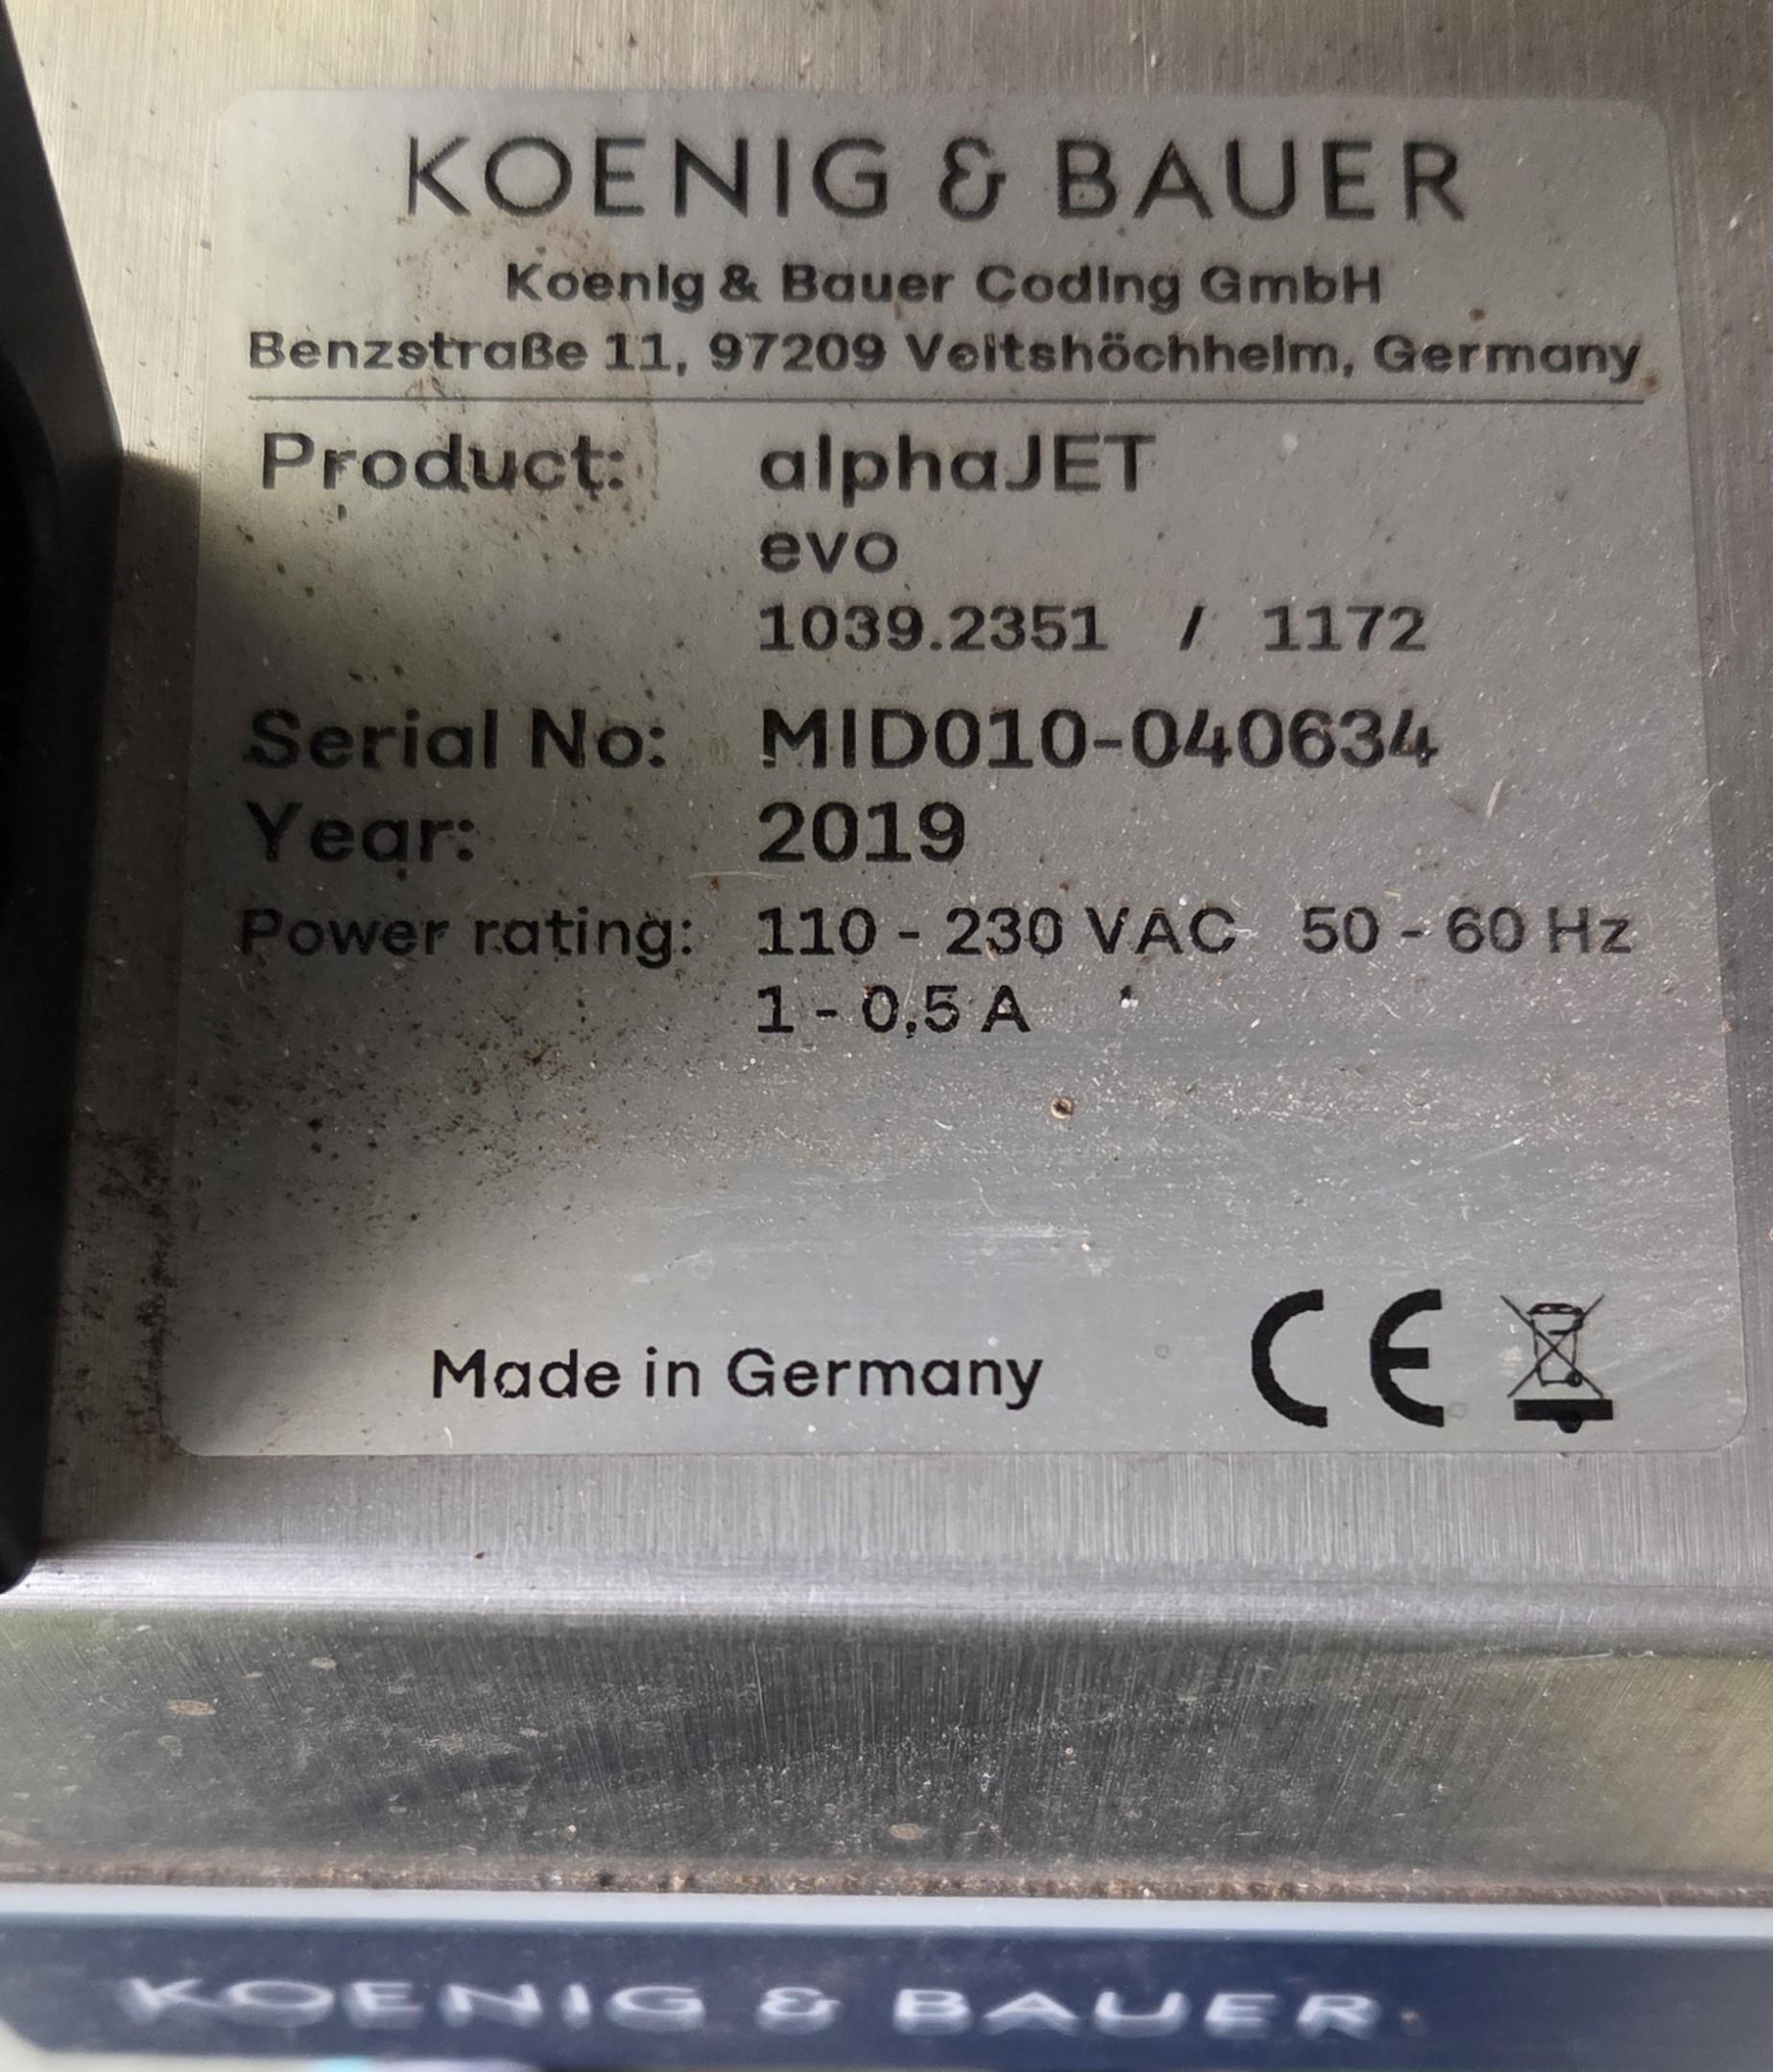 KOENIG & BAUER
Koenig & Bauer Coding GmbH
Benzstraße 11, 97209 Veitshöchheim, Germany
Product: alphaJET
evo
1039.2351 / 1172
Serial No: MID010-040634
Year: 2019
Power rating: 110 - 230 VAC 50 - 60 Hz
1 - 0,5 A
Made in Germany CE
KOENIG & BAUER